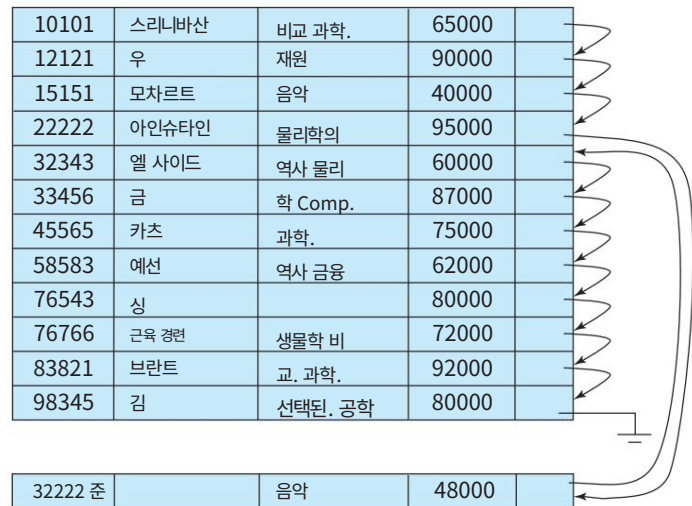 10101 스리니바산 비교 과학. 65000
12121 우 재원 90000
15151 모차르트 음악 40000
22222 아인슈타인 물리학의 95000
32343 엘 사이드 역사 물리 60000
33456 금 학 Comp. 87000
45565 카츠 과학. 75000
58583 예선 역사 금융 62000
76543 싱 80000
76766 근육 경련 생물학 비 72000
83821 브란트 교. 과학. 92000
98345 김 선택된. 공학 80000
32222 준 음악 48000